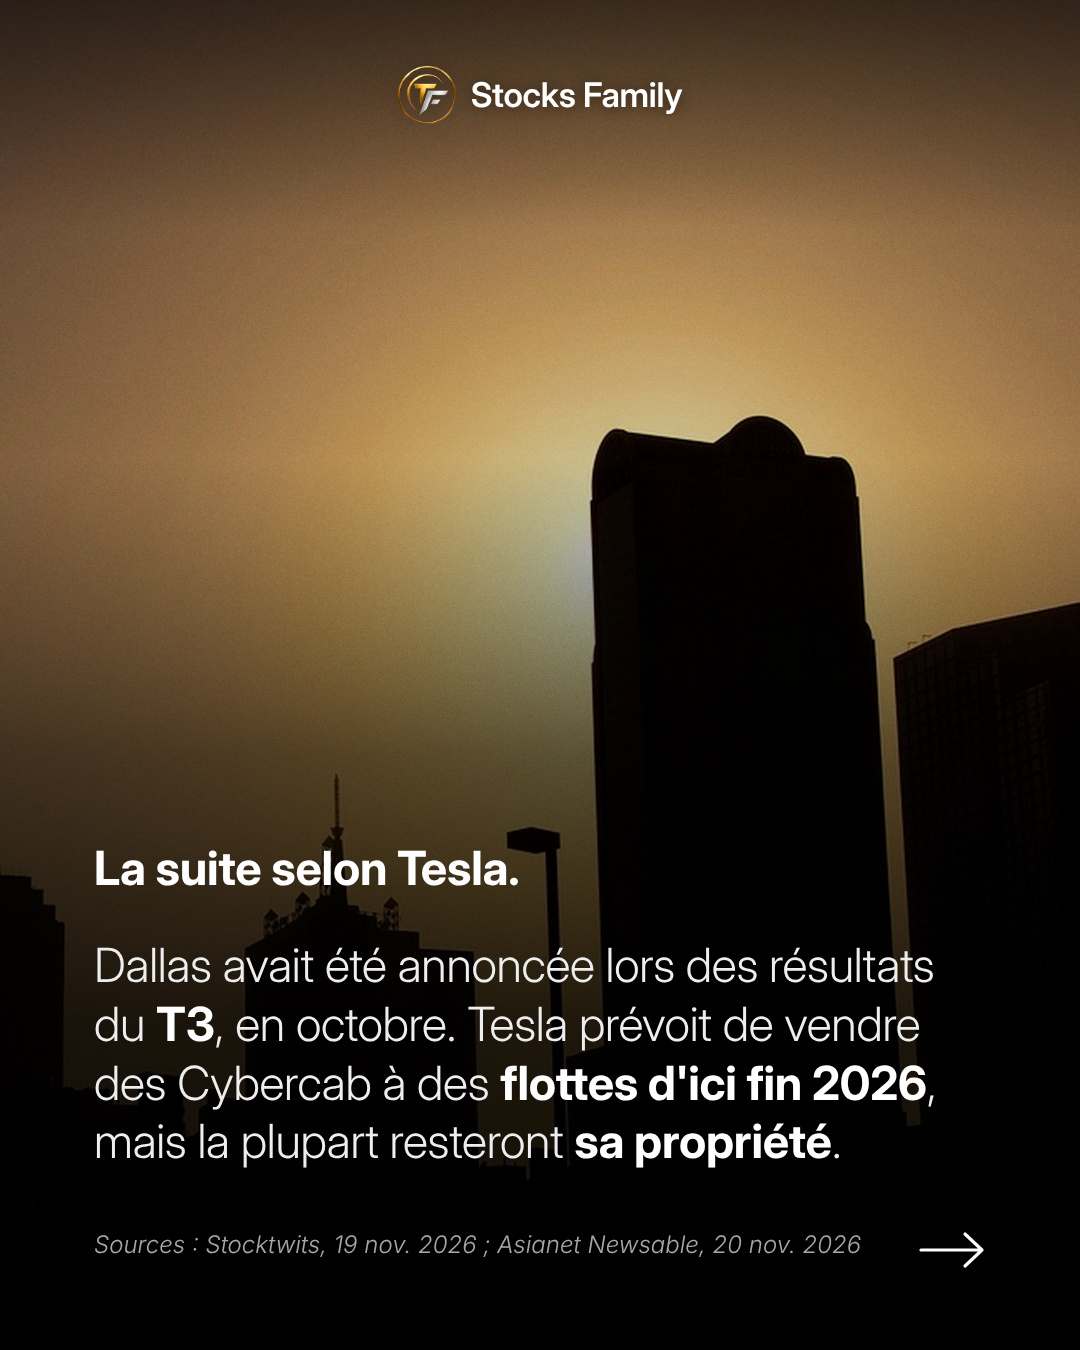 TF Stocks Family
La suite selon Tesla.
Dallas avait été annoncée lors des résultats
du T3, en octobre. Tesla prévoit de vendre
des Cybercab à des flottes d'ici fin 2026,
mais la plupart resteront sa propriété.
Sources : Stocktwits, 19 nov. 2026 ; Asianet Newsable, 20 nov. 2026